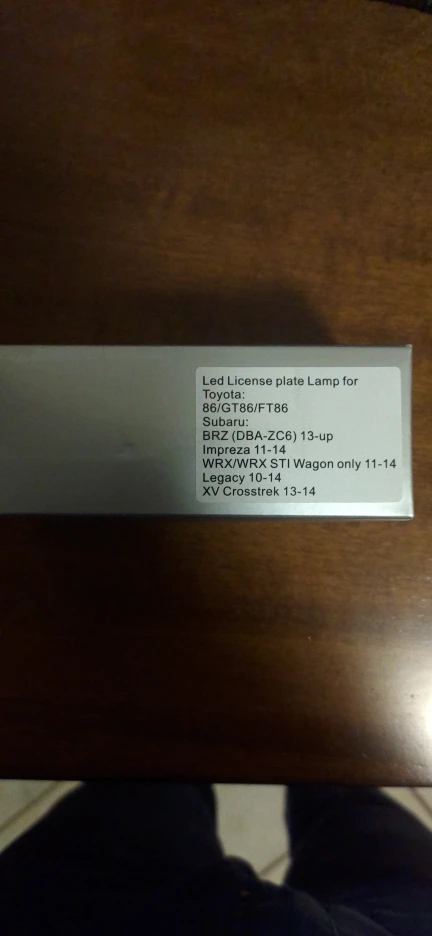 Led License plate Lamp for
Toyota:
86/GT86/FT86
Subaru:
BRZ (DBA-ZC6) 13-up
Impreza 11-14
WRX/WRX STI Wagon only 11-14
Legacy 10-14
XV Crosstrek 13-14